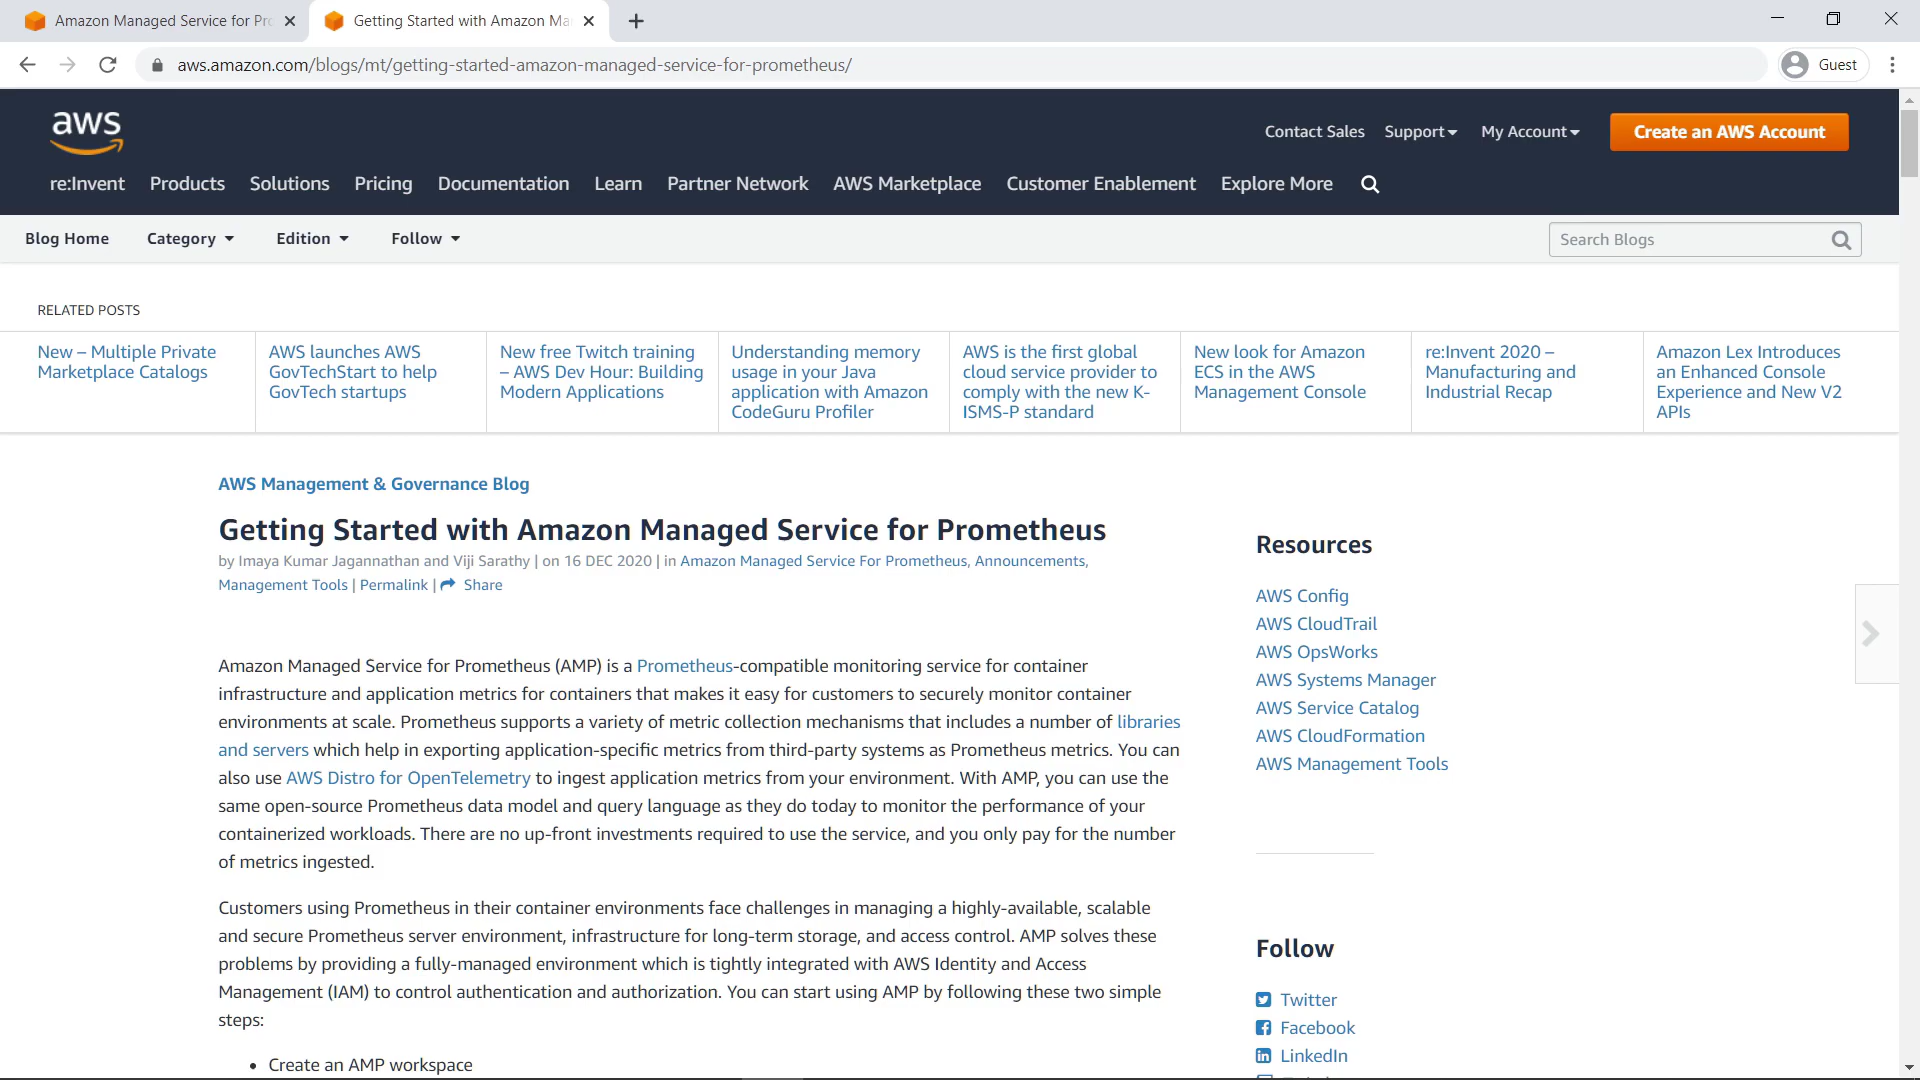 Amazon Managed Service for Pro
Getting Started with Amazon Ma
aws.amazon.com/blogs/mt/getting-started-amazon-managed-service-for-prometheus/
Guest
aws
Contact Sales
Support
My Account
Create an AWS Account
re:Invent
Products
Solutions
Pricing
Documentation
Learn
Partner Network
AWS Marketplace
Customer Enablement
Explore More
Blog Home
Category
Edition
Follow
Search Blogs
RELATED POSTS
New – Multiple Private
Marketplace Catalogs
AWS launches AWS
GovTechStart to help
GovTech startups
New free Twitch training
– AWS Dev Hour: Building
Modern Applications
Understanding memory
usage in your Java
application with Amazon
CodeGuru Profiler
AWS is the first global
cloud service provider to
comply with the new K-
ISMS-P standard
New look for Amazon
ECS in the AWS
Management Console
re:Invent 2020 –
Manufacturing and
Industrial Recap
Amazon Lex Introduces
an Enhanced Console
Experience and New V2
APIs
AWS Management & Governance Blog
Getting Started with Amazon Managed Service for Prometheus
by Imaya Kumar Jagannathan and Viji Sarathy | on 16 DEC 2020 | in Amazon Managed Service For Prometheus, Announcements,
Management Tools | Permalink | Share
Amazon Managed Service for Prometheus (AMP) is a Prometheus-compatible monitoring service for container
infrastructure and application metrics for containers that makes it easy for customers to securely monitor container
environments at scale. Prometheus supports a variety of metric collection mechanisms that includes a number of libraries
and servers which help in exporting application-specific metrics from third-party systems as Prometheus metrics. You can
also use AWS Distro for OpenTelemetry to ingest application metrics from your environment. With AMP, you can use the
same open-source Prometheus data model and query language as they do today to monitor the performance of your
containerized workloads. There are no up-front investments required to use the service, and you only pay for the number
of metrics ingested.
Customers using Prometheus in their container environments face challenges in managing a highly-available, scalable
and secure Prometheus server environment, infrastructure for long-term storage, and access control. AMP solves these
problems by providing a fully-managed environment which is tightly integrated with AWS Identity and Access
Management (IAM) to control authentication and authorization. You can start using AMP by following these two simple
steps:
• Create an AMP workspace
Resources
AWS Config
AWS CloudTrail
AWS OpsWorks
AWS Systems Manager
AWS Service Catalog
AWS CloudFormation
AWS Management Tools
Follow
Twitter
Facebook
LinkedIn